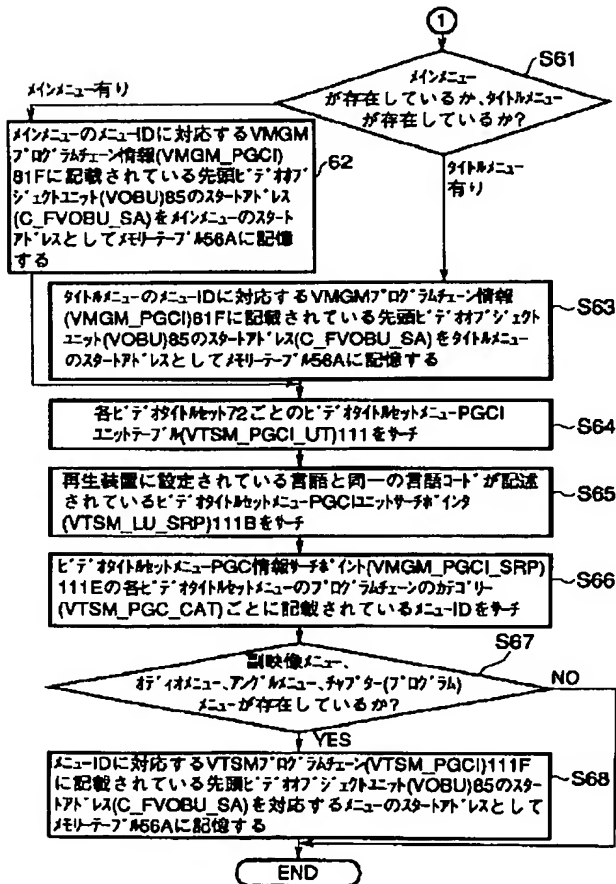 1
S61
メインメニュー有り
メインメニュー
が存在しているか、タイトルメニュー
が存在しているか?
メインメニューのメニューIDに対応するVMGM
プログラムチェーン情報(VMGM_PGCI)
81Fに記載されている先頭ビデオオブ
ジェクトユニット(VOBU)85のスタートアドレス
(C_FVOBU_SA)をメインメニューのスタート
アドレスとしてメモリーテーブル56Aに記憶
する
62
タイトルメニュー
有り
タイトルメニューのメニューIDに対応するVMGMプログラムチェーン情報
(VMGM_PGCI)81Fに記載されている先頭ビデオオブジェクト
ユニット(VOBU)85のスタートアドレス(C_FVOBU_SA)をタイトルメニュー
のスタートアドレスとしてメモリーテーブル56Aに記憶する
S63
各ビデオタイトルセット72ごとのビデオタイトルセットメニューPGCI
ユニットテーブル(VTSM_PGCI_UT)111をサーチ
S64
再生装置に設定されている言語と同一の言語コードが記述
されているビデオタイトルセットメニューPGCIユニットサーチポインタ
(VTSM_LU_SRP)111Bをサーチ
S65
ビデオタイトルセットメニューPGC情報サーチポイント(VMGM_PGCI_SRP)
111Eの各ビデオタイトルセットメニューのプログラムチェーンのカテゴリー
(VTSM_PGC_CAT)ごとに記載されているメニューIDをサーチ
S66
S67
副映像メニュー、
オーディオメニュー、アングルメニュー、チャプター(プログラム)
メニューが存在しているか?
NO
YES
メニューIDに対応するVTSMプログラムチェーン(VTSM_PGCI)111F
に記載されている先頭ビデオオブジェクトユニット(VOBU)85のスター
トアドレス(C_FVOBU_SA)を対応するメニューのスタートアドレスとして
メモリーテーブル56Aに記憶する
S68
END